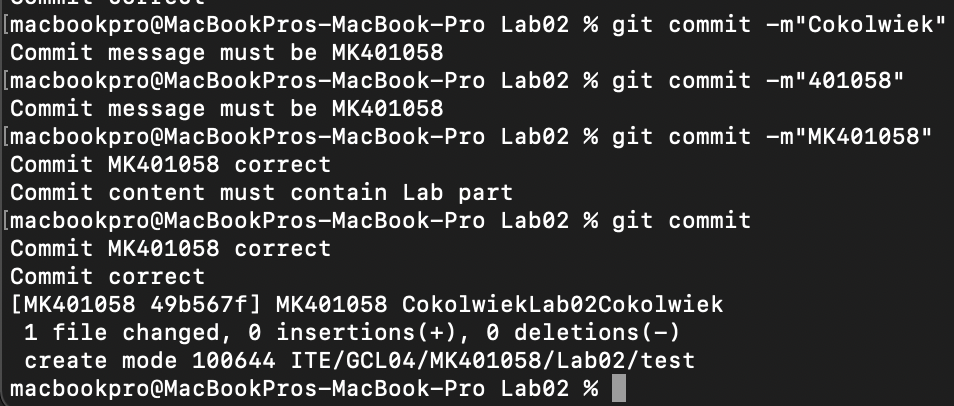 Commit correct
[macbookpro@MacBookPros-MacBook-Pro Lab02 % git commit -m"Cokolwiek"
Commit message must be MK401058
[macbookpro@MacBookPros-MacBook-Pro Lab02 % git commit -m"401058"
Commit message must be MK401058
[macbookpro@MacBookPros-MacBook-Pro Lab02 % git commit -m"MK401058"
Commit MK401058 correct
Commit content must contain Lab part
[macbookpro@MacBookPros-MacBook-Pro Lab02 % git commit
Commit MK401058 correct
Commit correct
[MK401058 49b567f] MK401058 CokolwiekLab02Cokolwiek
 1 file changed, 0 insertions(+), 0 deletions(-)
 create mode 100644 ITE/GCL04/MK401058/Lab02/test
macbookpro@MacBookPros-MacBook-Pro Lab02 %